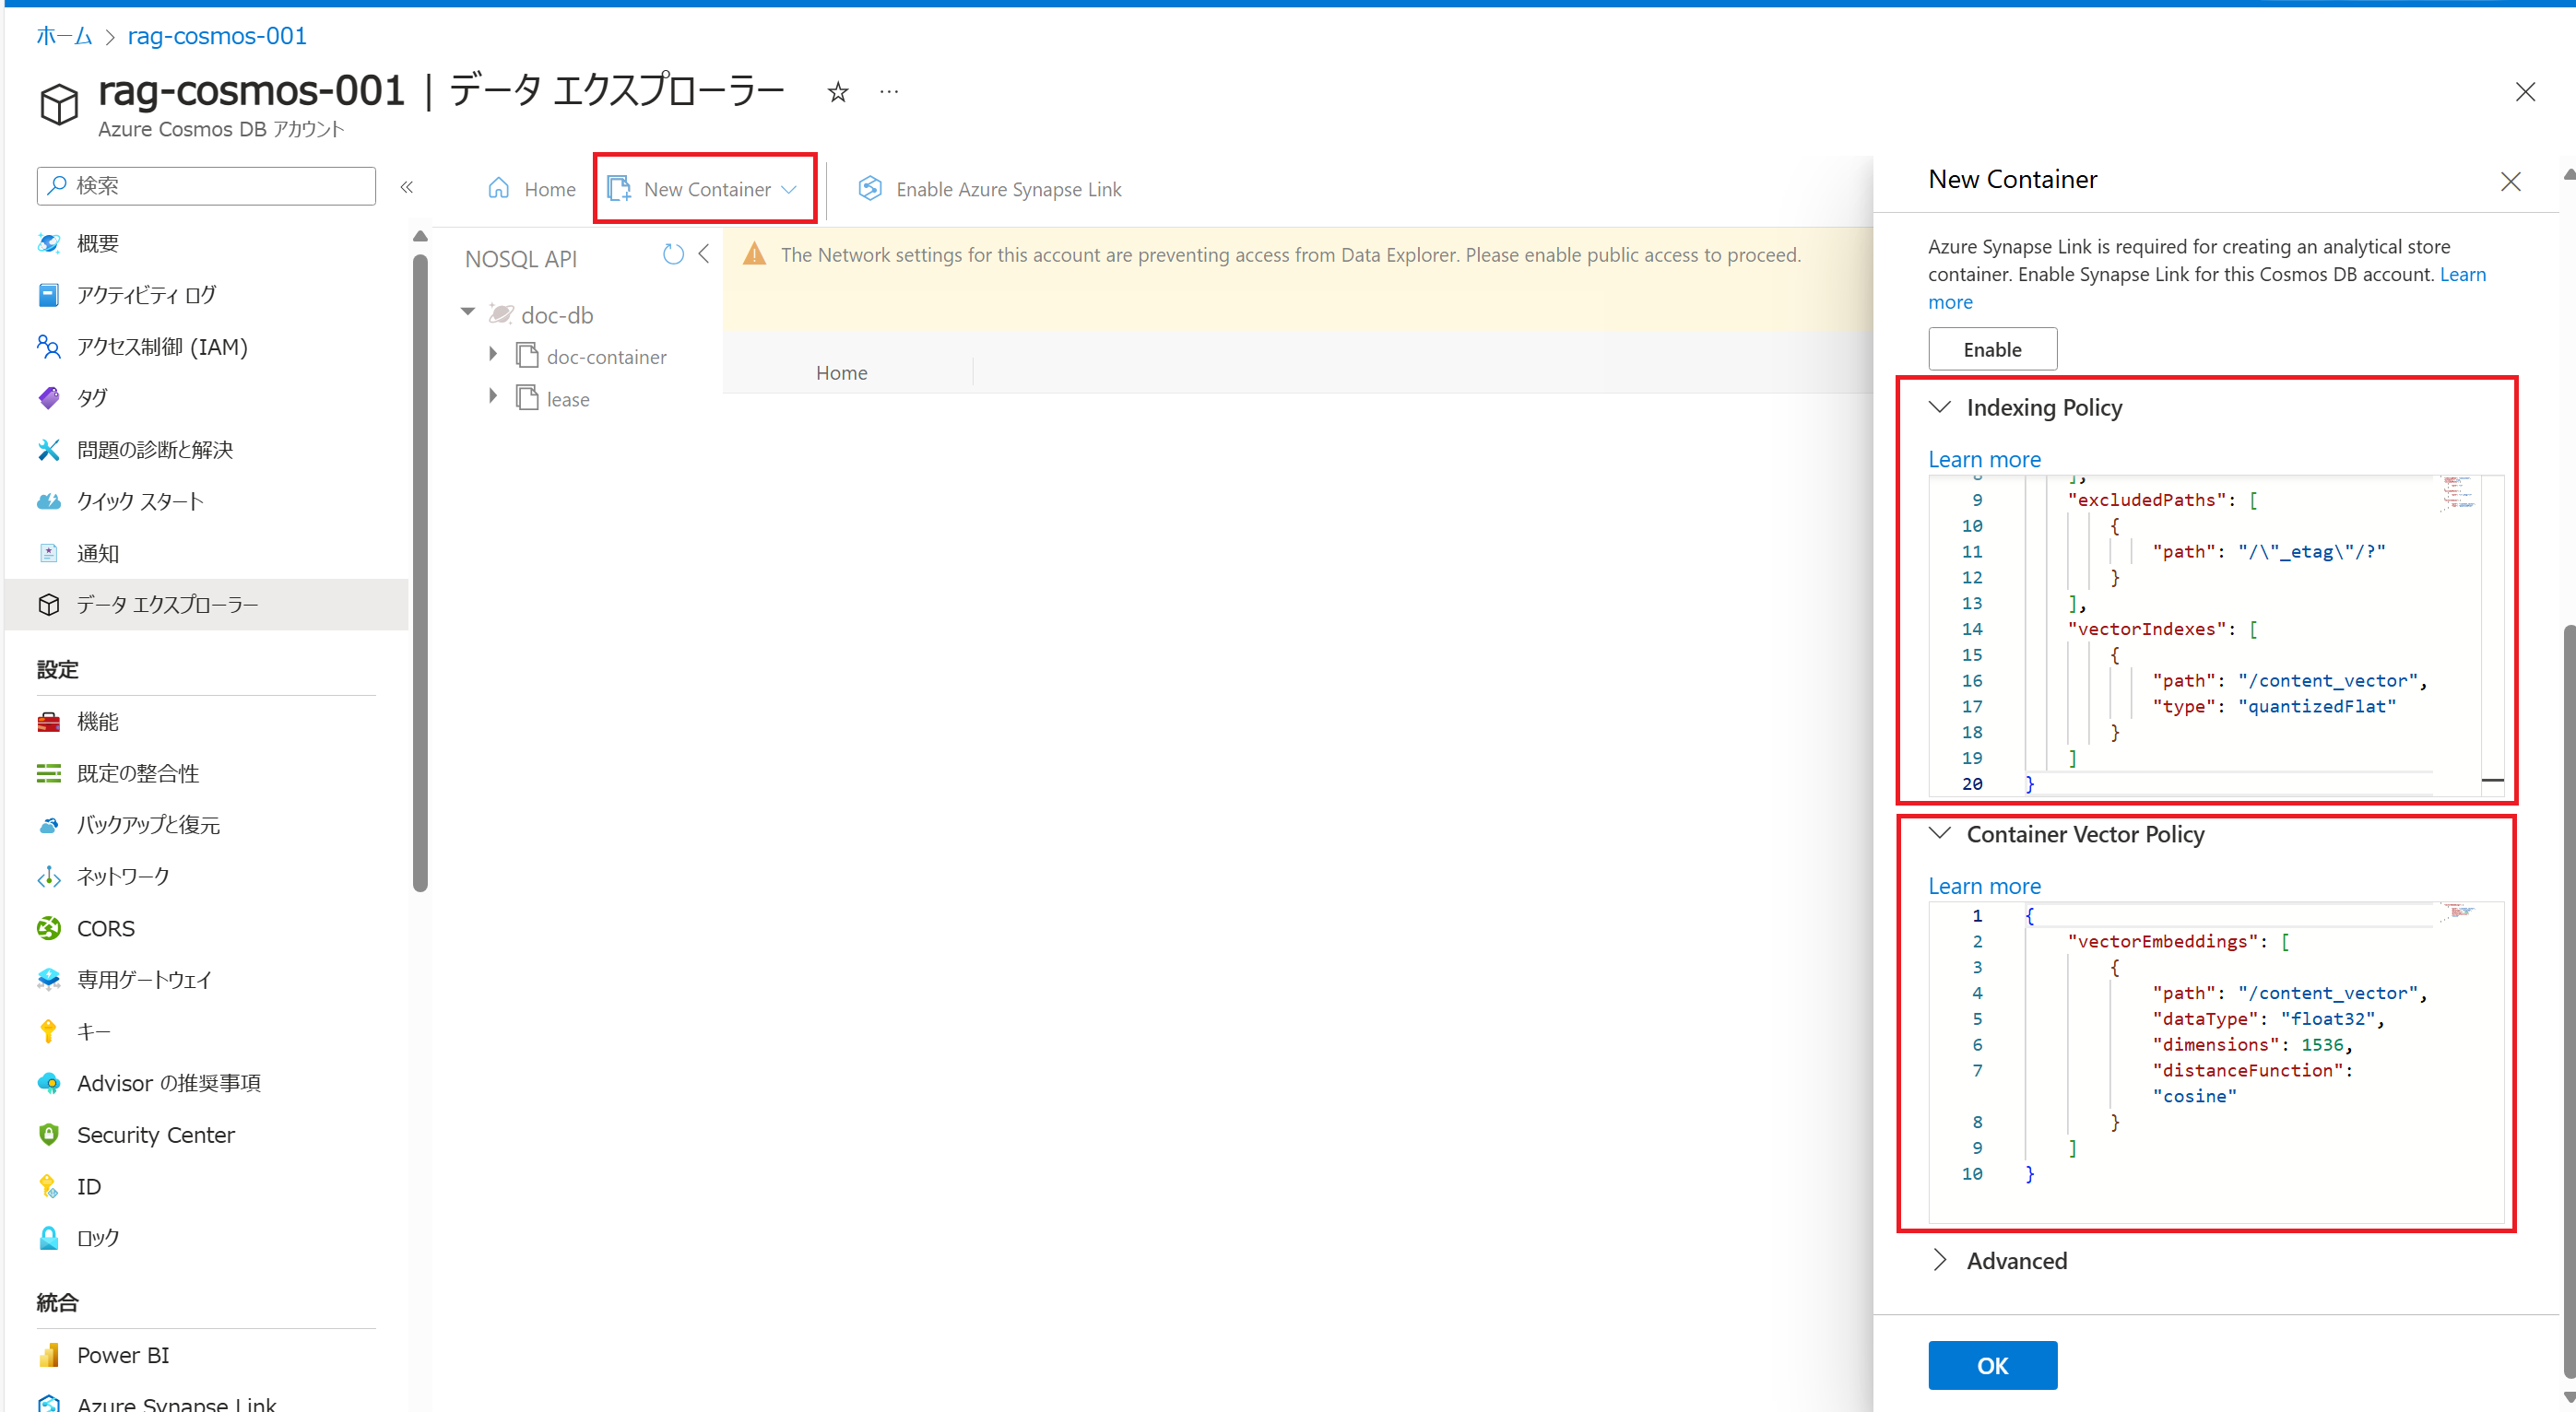 ホーム > rag-cosmos-001
rag-cosmos-001 | データ エクスプローラー
Azure Cosmos DB アカウント
検索
概要
アクティビティ ログ
アクセス制御 (IAM)
タグ
問題の診断と解決
クイック スタート
通知
データ エクスプローラー
設定
機能
既定の整合性
バックアップと復元
ネットワーク
CORS
専用ゲートウェイ
キー
Advisor の推奨事項
Security Center
ID
ロック
統合
Power BI
Azure Synapse Link
Home
New Container
Enable Azure Synapse Link
NOSQL API
doc-db
doc-container
lease
The Network settings for this account are preventing access from Data Explorer. Please enable public access to proceed.
Home
New Container
Azure Synapse Link is required for creating an analytical store
container. Enable Synapse Link for this Cosmos DB account. Learn
more
Enable
Indexing Policy
Learn more
8 ],
9 "excludedPaths": [
10 {
11 "path": "/\"_etag\"/?"
12 }
13 ],
14 "vectorIndexes": [
15 {
16 "path": "/content_vector",
17 "type": "quantizedFlat"
18 }
19 ]
20 }
Container Vector Policy
Learn more
1 {
2 "vectorEmbeddings": [
3 {
4 "path": "/content_vector",
5 "dataType": "float32",
6 "dimensions": 1536,
7 "distanceFunction":
"cosine"
8 }
9 ]
10 }
Advanced
OK